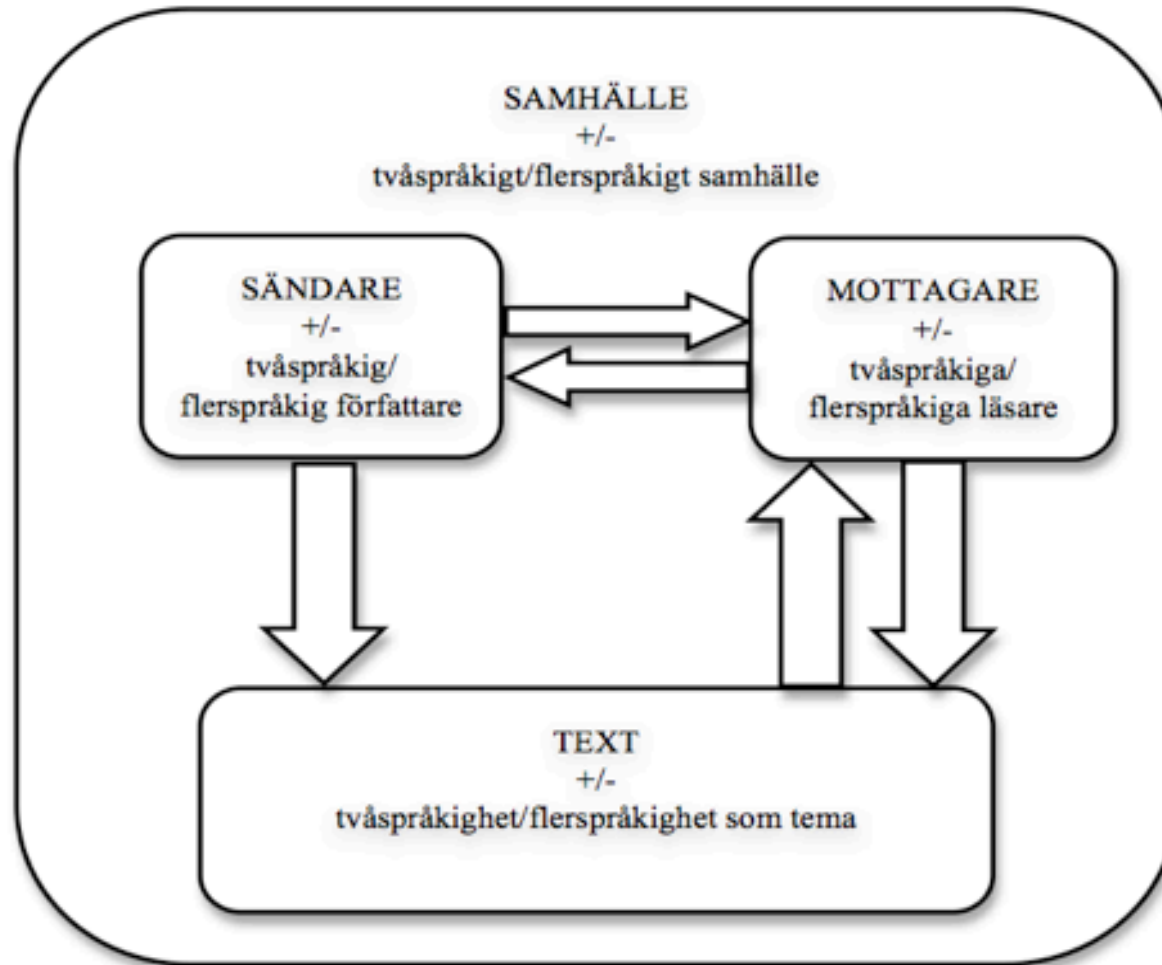 SAMHÄLLE
+/-
tvåspråkigt/flerspråkigt samhälle
SÄNDARE
+/-
tvåspråkig/
flerspråkig författare
MOTTAGARE
+/-
tvåspråkiga/
flerspråkiga läsare
TEXT
+/-
tvåspråkighet/flerspråkighet som tema